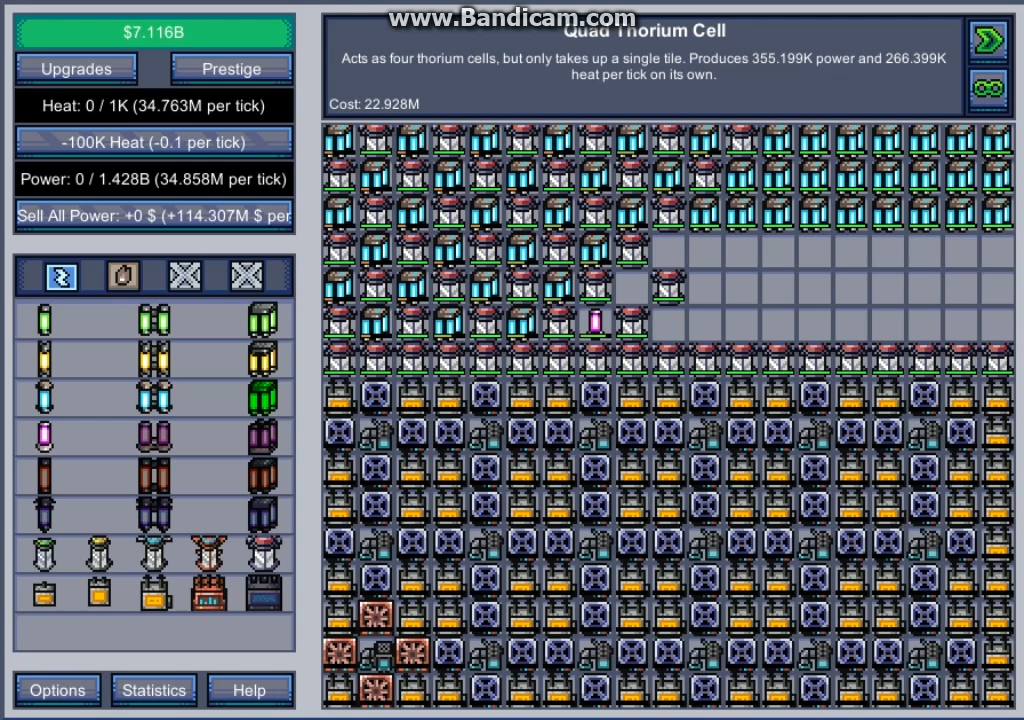 www.Bandicam.com
$7.116B
Upgrades
Prestige
Heat: 0 / 1K (34.763M per tick)
-100K Heat (-0.1 per tick)
Power: 0 / 1.428B (34.858M per tick)
Sell All Power: +0 $ (+114.307M $ per
Options
Statistics
Help
Quad Thorium Cell
Acts as four thorium cells, but only takes up a single tile. Produces 355.199K power and 266.399K
heat per tick on its own.
Cost: 22.928M